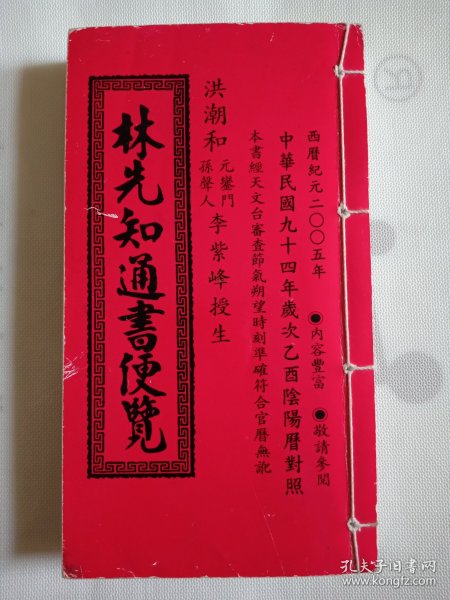 西曆紀元二〇〇五年 ●內容豐富 ●敬請參閱
中華民國九十四年歲次乙酉陰陽曆對照
本書經天文台審查節氣朔望時刻準確符合官曆無訛
洪潮和元鑾門孫聲人李紫峰授生
林先知通書便覽
孔夫子旧书网
www.kongfz.com